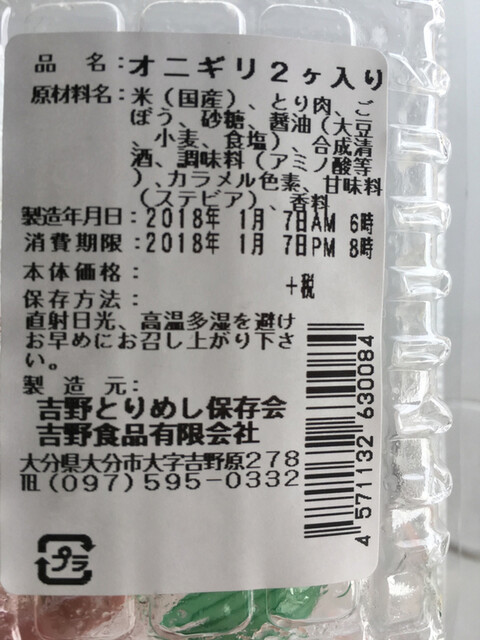 品名：オニギリ２ヶ入り
原材料名：米（国産）、とり肉、ご
ぼう、砂糖、醤油（大豆
、小麦、食塩）、合成清
酒、調味料（アミノ酸等
）、カラメル色素、甘味料
（ステビア）、香料
製造年月日：2018年 1月 7日AM 6時
消費期限：2018年 1月 7日PM 8時
本体価格：
+税
保存方法：
直射日光、高温多湿を避け
お早めにお召し上がり下さ
い。
製造元：
吉野とりめし保存会
吉野食品有限会社
大分県大分市大字吉野原278
℡(097)595-0332
4 571132 630084
プラ